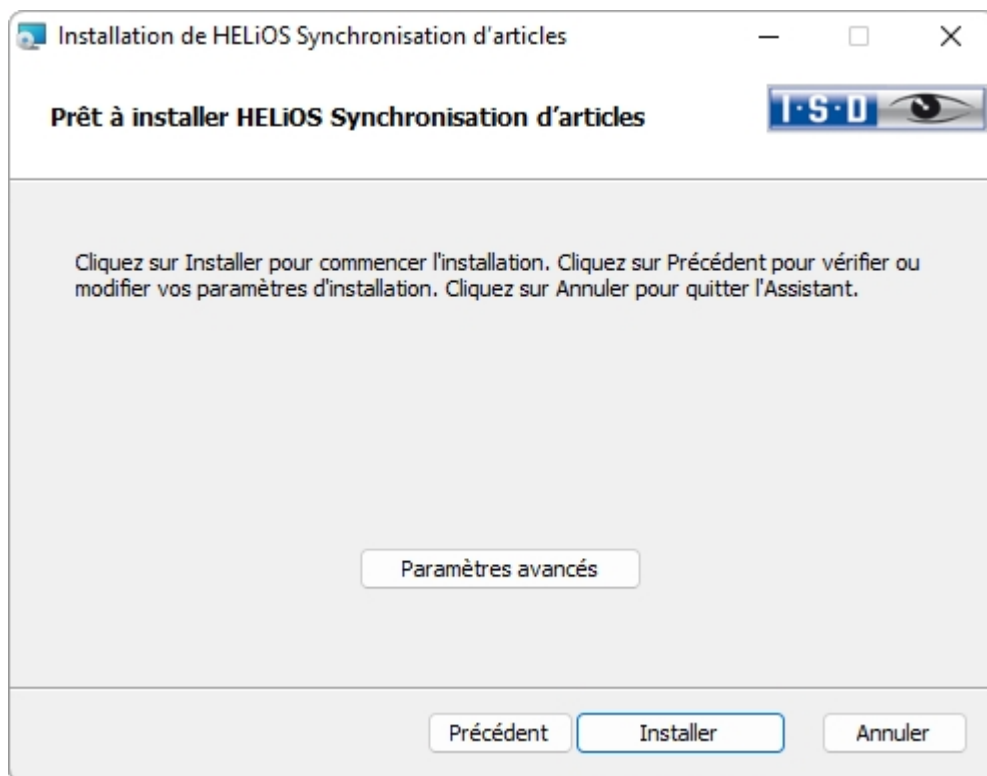 Installation de HELiOS Synchronisation d'articles
Prêt à installer HELiOS Synchronisation d’articles
I·S·D
Cliquez sur Installer pour commencer l'installation. Cliquez sur Précédent pour vérifier ou
modifier vos paramètres d'installation. Cliquez sur Annuler pour quitter l'Assistant.
Paramètres avancés
Précédent
Installer
Annuler